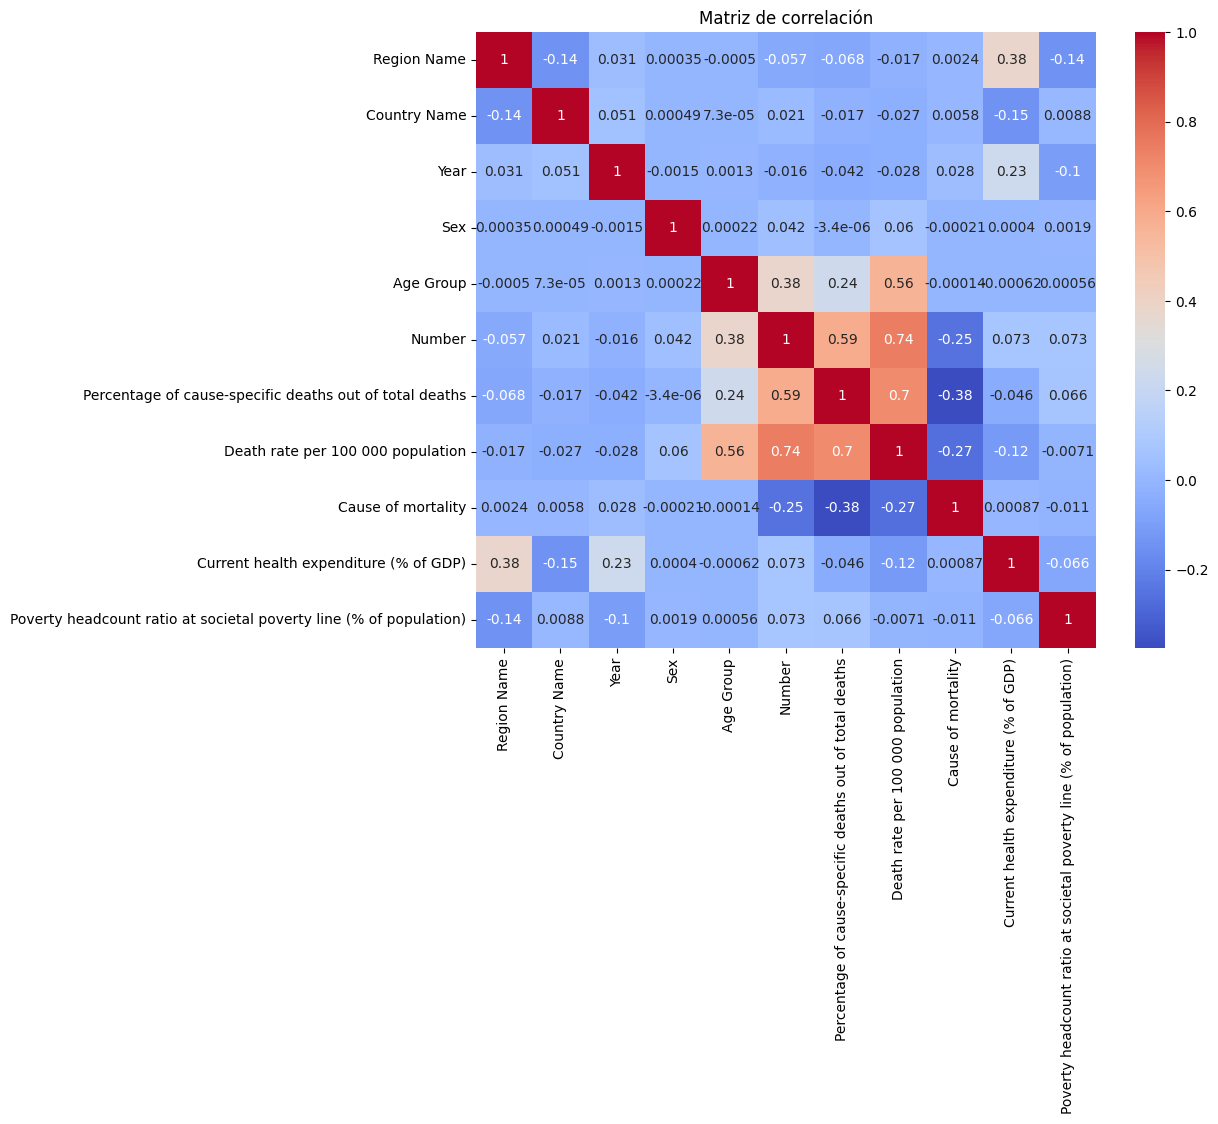 Matriz de correlación
Region Name
1 -0.14 0.031 0.00035 -0.0005 -0.057 -0.068 -0.017 0.0024 0.38 -0.14
Country Name
-0.14 1 0.051 0.00049 7.3e-05 0.021 -0.017 -0.027 0.0058 -0.15 0.0088
Year
0.031 0.051 1 -0.0015 0.0013 -0.016 -0.042 -0.028 0.028 0.23 -0.1
Sex
0.00035 0.00049 -0.0015 1 0.00022 0.042 -3.4e-06 0.06 -0.00021 0.0004 0.0019
Age Group
-0.0005 7.3e-05 0.0013 0.00022 1 0.38 0.24 0.56 -0.00014 -0.00062 0.00056
Number
-0.057 0.021 -0.016 0.042 0.38 1 0.59 0.74 -0.25 0.073 0.073
Percentage of cause-specific deaths out of total deaths
-0.068 -0.017 -0.042 -3.4e-06 0.24 0.59 1 0.7 -0.38 -0.046 0.066
Death rate per 100 000 population
-0.017 -0.027 -0.028 0.06 0.56 0.74 0.7 1 -0.27 -0.12 -0.0071
Cause of mortality
0.0024 0.0058 0.028 -0.00021 -0.00014 -0.25 -0.38 -0.27 1 0.00087 -0.011
Current health expenditure (% of GDP)
0.38 -0.15 0.23 0.0004 -0.00062 0.073 -0.046 -0.12 0.00087 1 -0.066
Poverty headcount ratio at societal poverty line (% of population)
-0.14 0.0088 -0.1 0.0019 0.00056 0.073 0.066 -0.0071 -0.011 -0.066 1
Region Name
Country Name
Year
Sex
Age Group
Number
Percentage of cause-specific deaths out of total deaths
Death rate per 100 000 population
Cause of mortality
Current health expenditure (% of GDP)
Poverty headcount ratio at societal poverty line (% of population)
1.0
0.8
0.6
0.4
0.2
0.0
−0.2